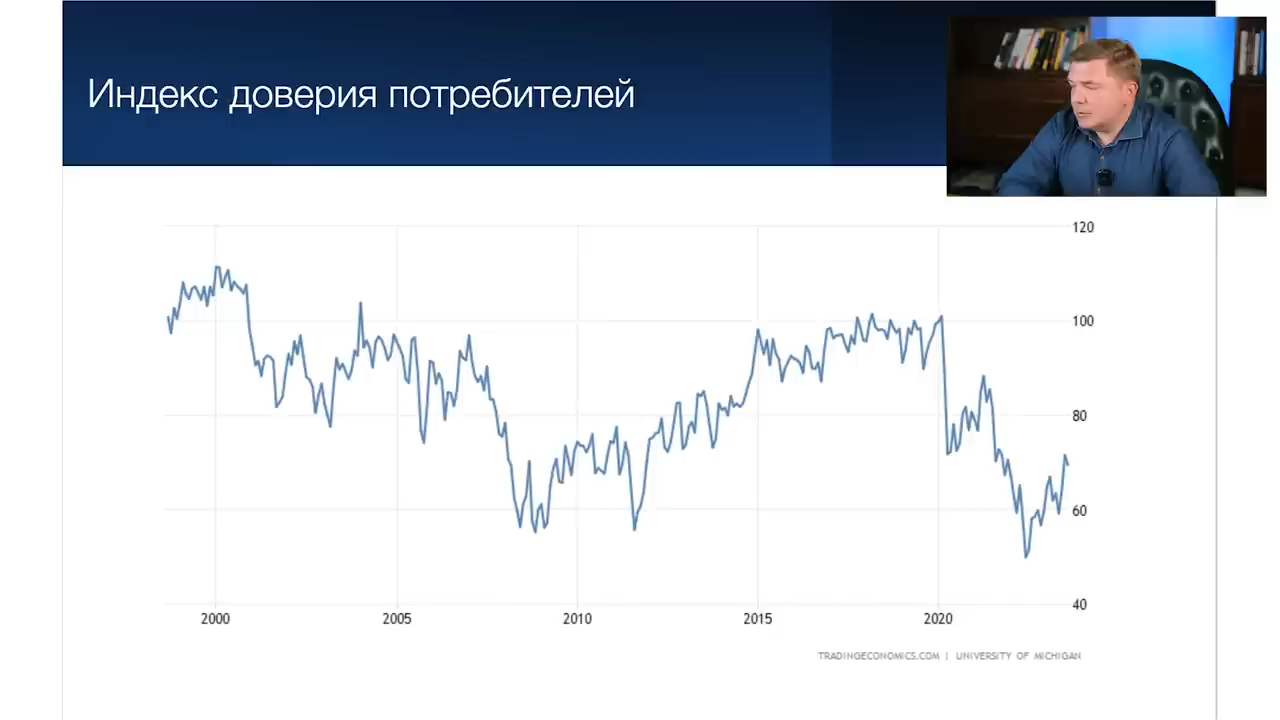 Индекс доверия потребителей
120
100
80
60
40
2000 2005 2010 2015 2020
TRADINGECONOMICS.COM | UNIVERSITY OF MICHIGAN